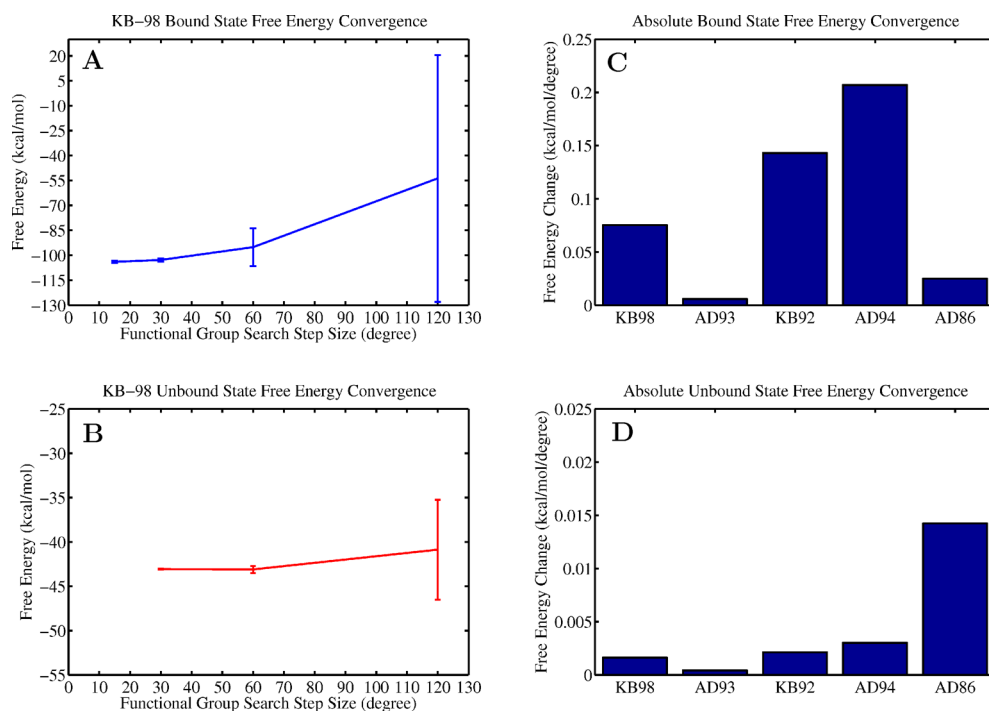 KB−98 Bound State Free Energy Convergence
A
Free Energy (kcal/mol)
20
5
−10
−25
−40
−55
−70
−85
−100
−115
−130
0 10 20 30 40 50 60 70 80 90 100 110 120 130
Functional Group Search Step Size (degree)
Absolute Bound State Free Energy Convergence
C
Free Energy Change (kcal/mol/degree)
0.25
0.2
0.15
0.1
0.05
0
KB98 AD93 KB92 AD94 AD86
KB−98 Unbound State Free Energy Convergence
B
Free Energy (kcal/mol)
−25
−30
−35
−40
−45
−50
−55
0 10 20 30 40 50 60 70 80 90 100 110 120 130
Functional Group Search Step Size (degree)
Absolute Unbound State Free Energy Convergence
D
Free Energy Change (kcal/mol/degree)
0.025
0.02
0.015
0.01
0.005
0
KB98 AD93 KB92 AD94 AD86